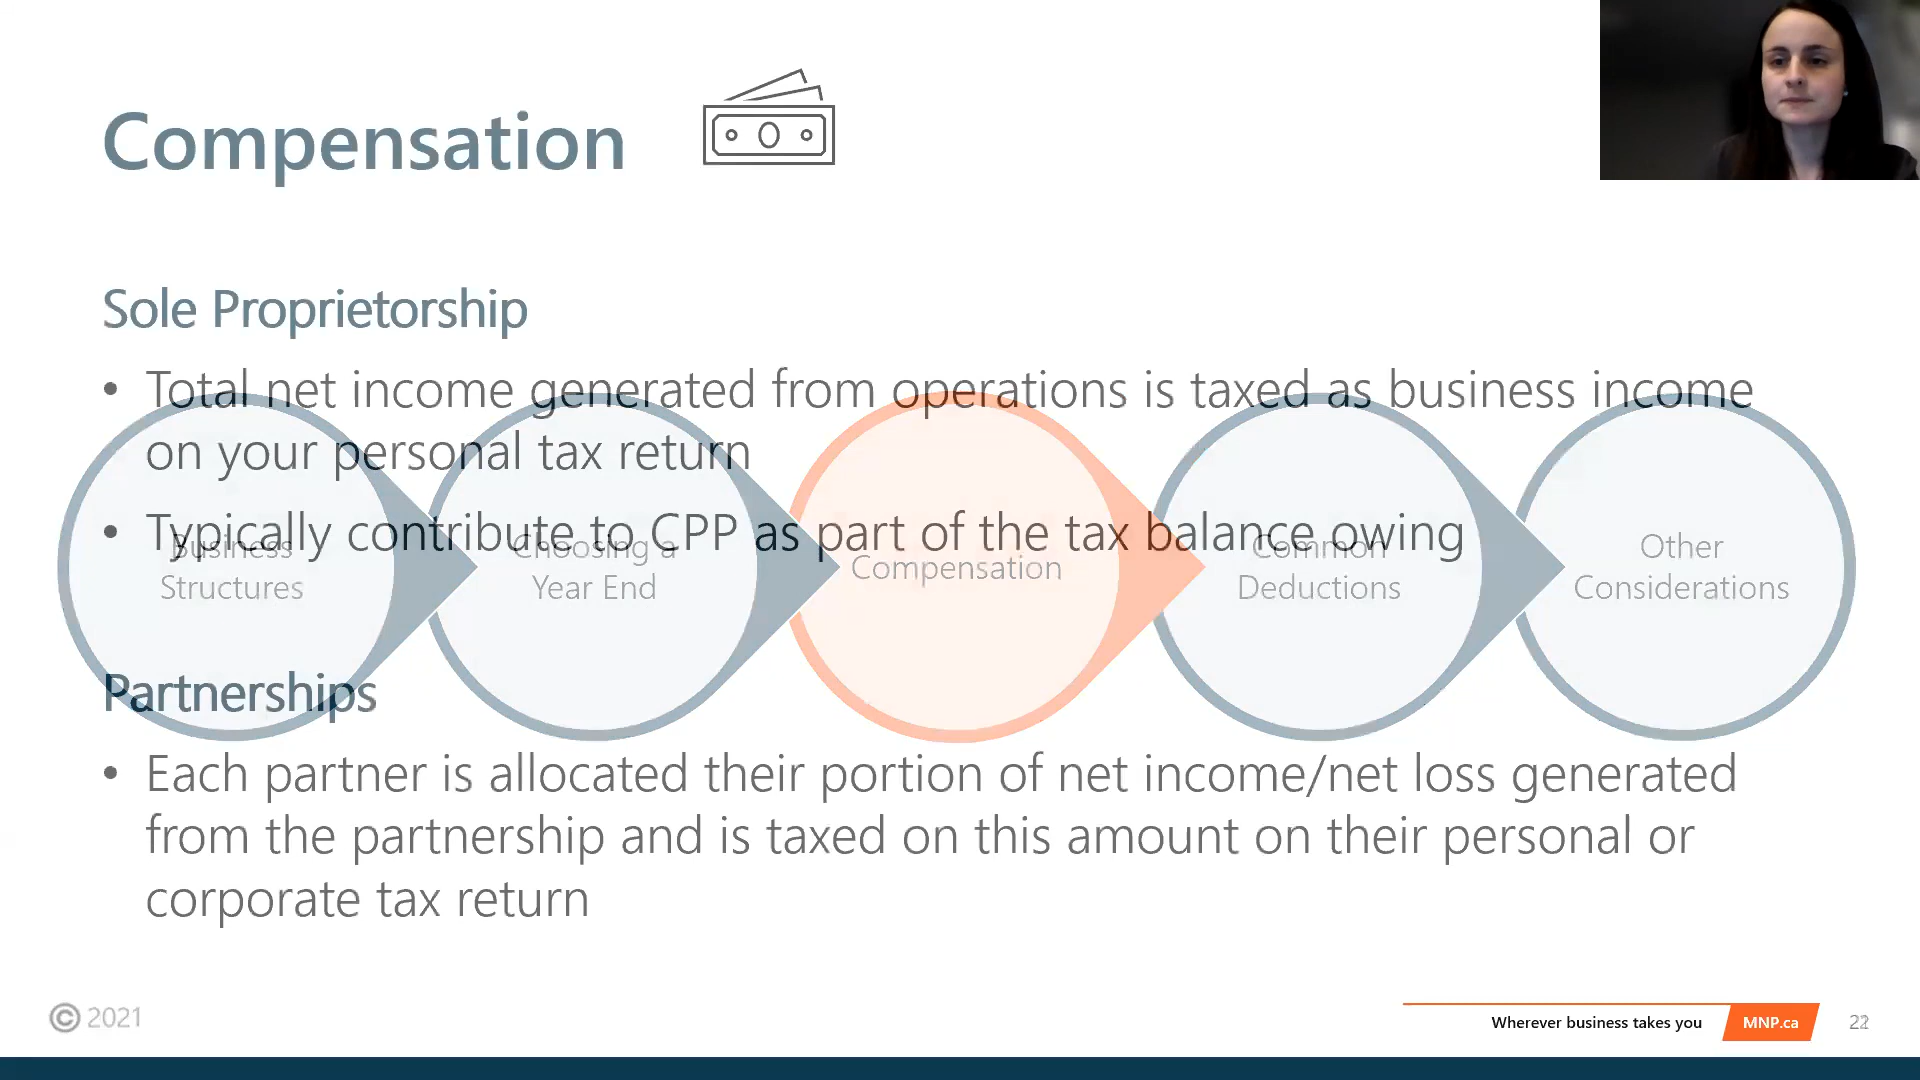 Compensation
Sole Proprietorship
• Total net income generated from operations is taxed as business income
on your personal tax return
• Typically contribute to CPP as part of the tax balance owing
Business
Structures
Choosing a
Year End
Compensation
Common
Deductions
Other
Considerations
Partnerships
• Each partner is allocated their portion of net income/net loss generated
from the partnership and is taxed on this amount on their personal or
corporate tax return
© 2021
Wherever business takes you
MNP.ca